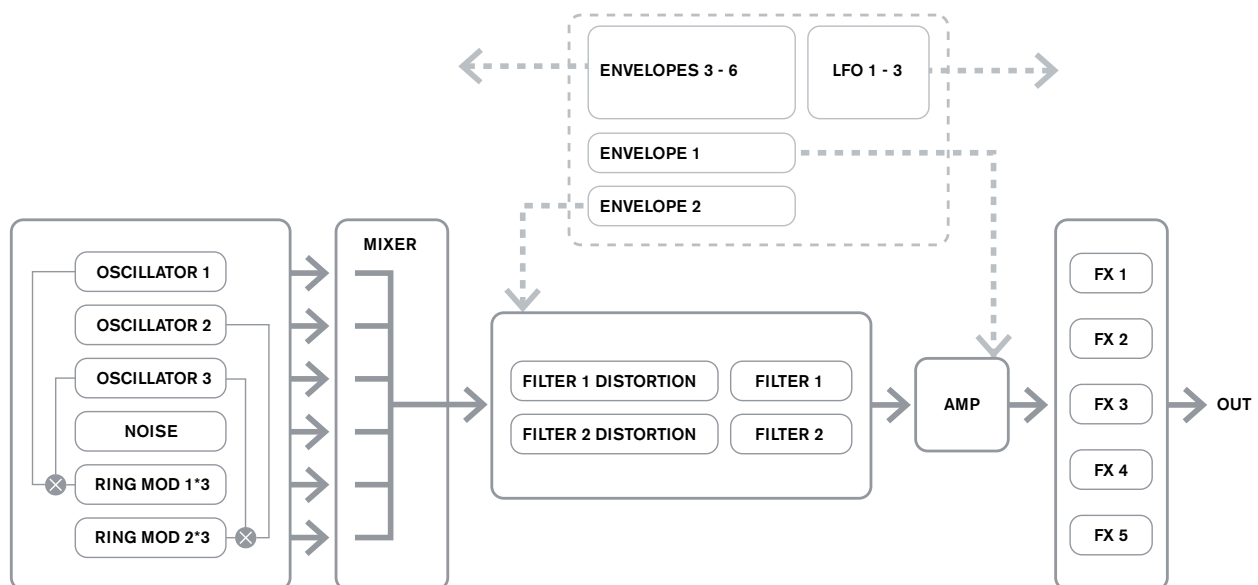 ENVELOPES 3 - 6
LFO 1 - 3
ENVELOPE 1
ENVELOPE 2
MIXER
OSCILLATOR 1
OSCILLATOR 2
OSCILLATOR 3
NOISE
RING MOD 1*3
RING MOD 2*3
FILTER 1 DISTORTION
FILTER 1
FILTER 2 DISTORTION
FILTER 2
AMP
FX 1
FX 2
FX 3
FX 4
FX 5
OUT